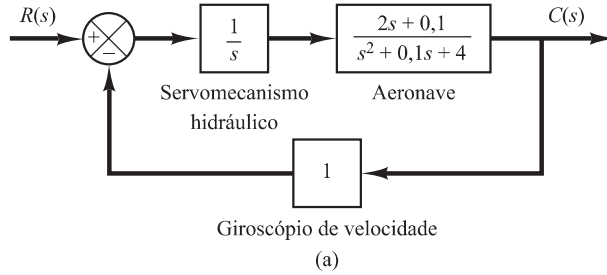 R(s)
C(s)
+
−
1
s
2s + 0,1
s² + 0,1s + 4
Servomecanismo
hidráulico
Aeronave
1
Giroscópio de velocidade
(a)